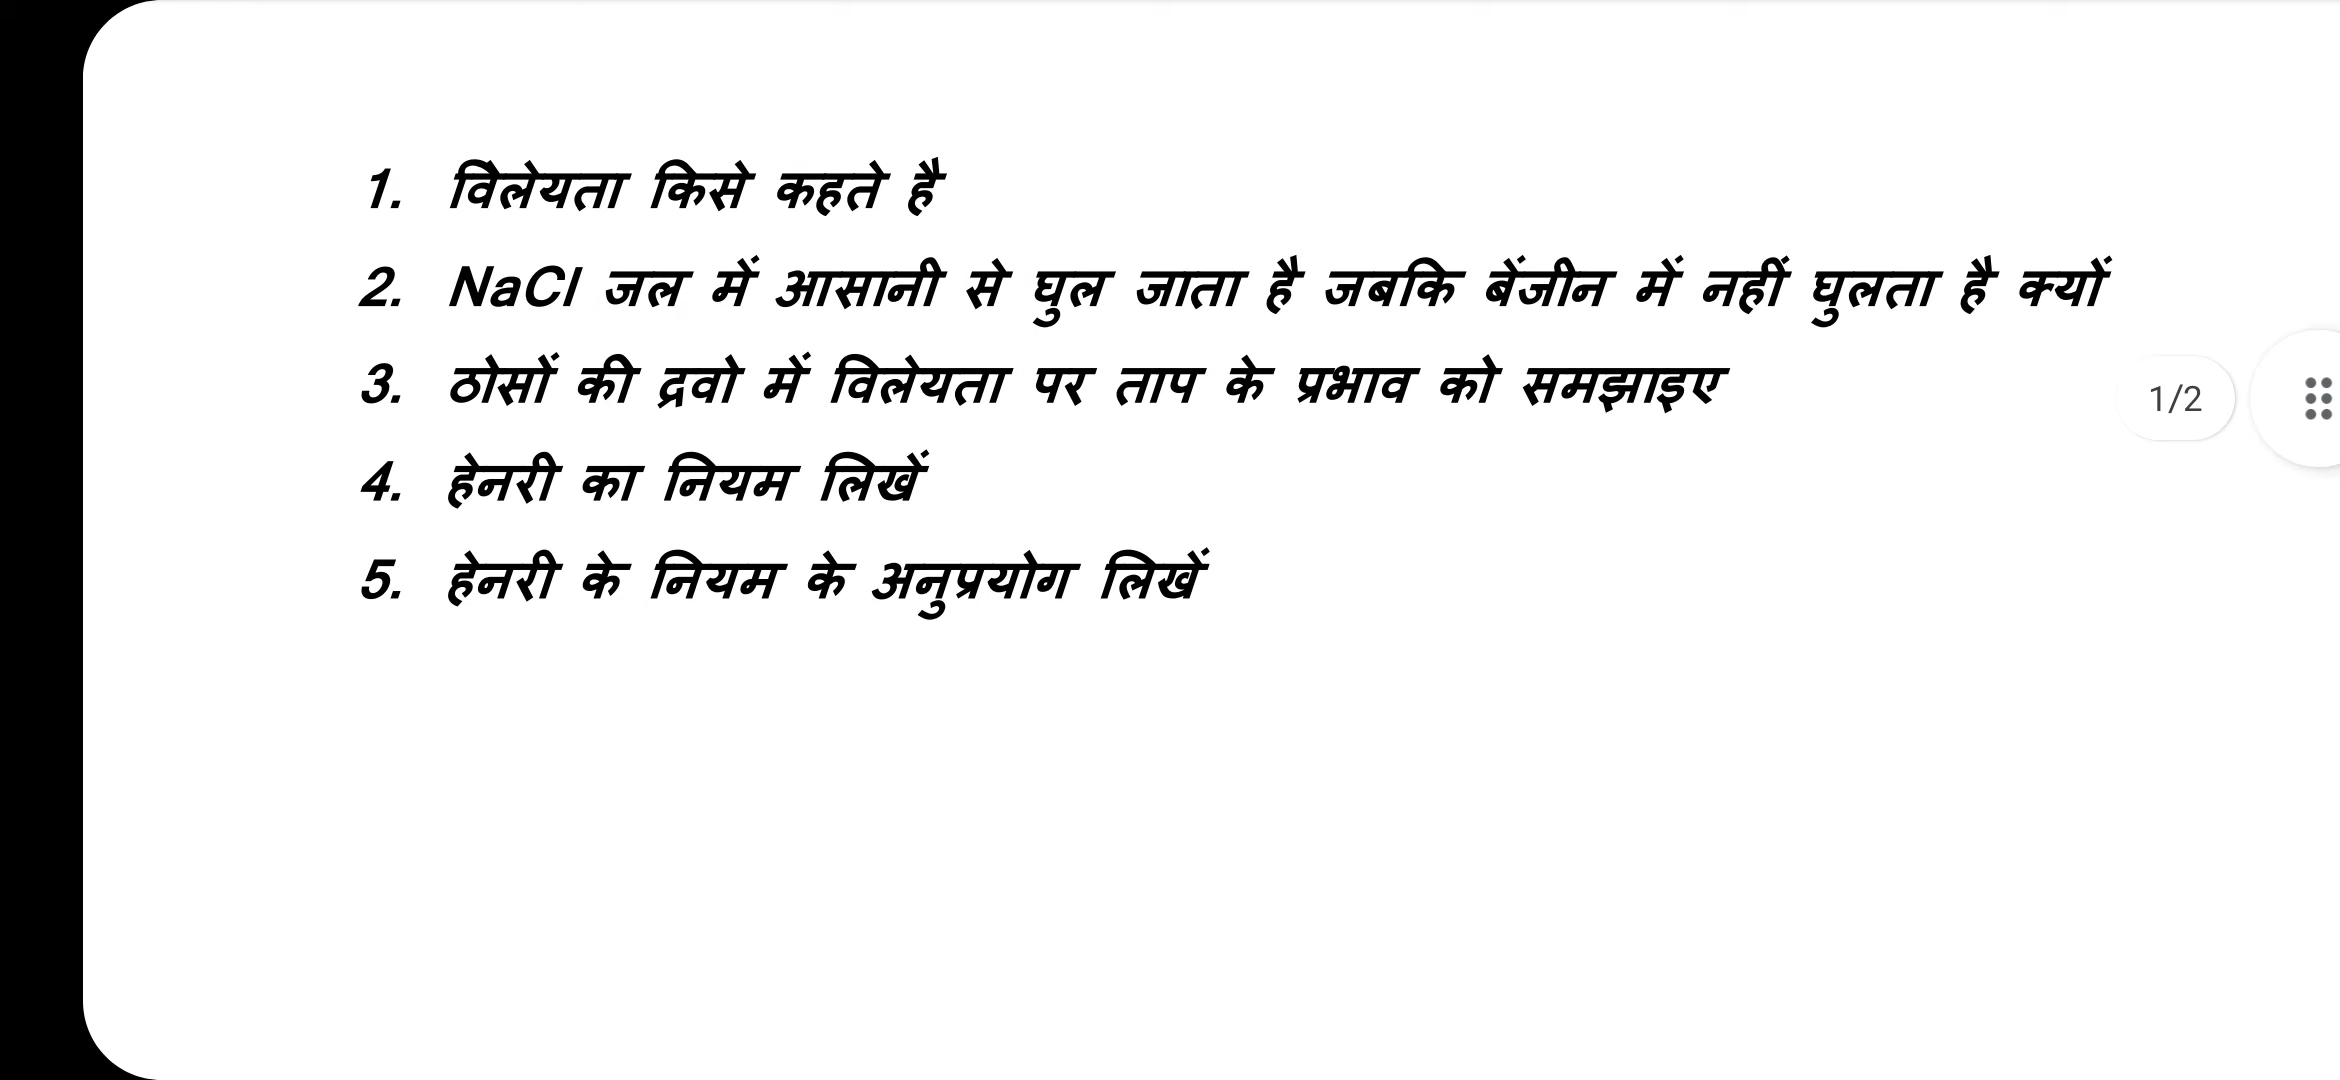 1. विलेयता किसे कहते है
2. NaCl जल में आसानी से घुल जाता है जबकि बेंजीन में नहीं घुलता है क्यों
3. ठोसों की द्रवो में विलेयता पर ताप के प्रभाव को समझाइए
1/2
4. हेनरी का नियम लिखें
5. हेनरी के नियम के अनुप्रयोग लिखें